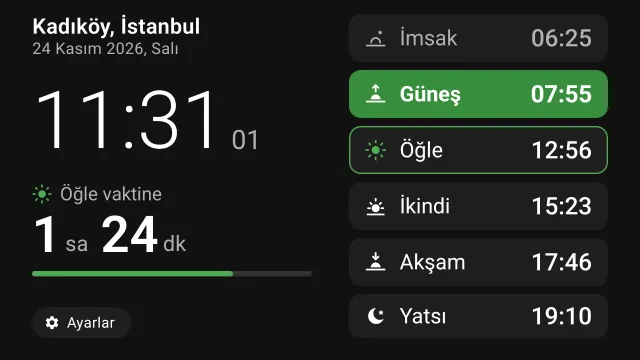 Kadıköy, İstanbul
24 Kasım 2026, Salı
11:31 01
Öğle vaktine
1 sa 24 dk
Ayarlar
İmsak 06:25
Güneş 07:55
Öğle 12:56
İkindi 15:23
Akşam 17:46
Yatsı 19:10